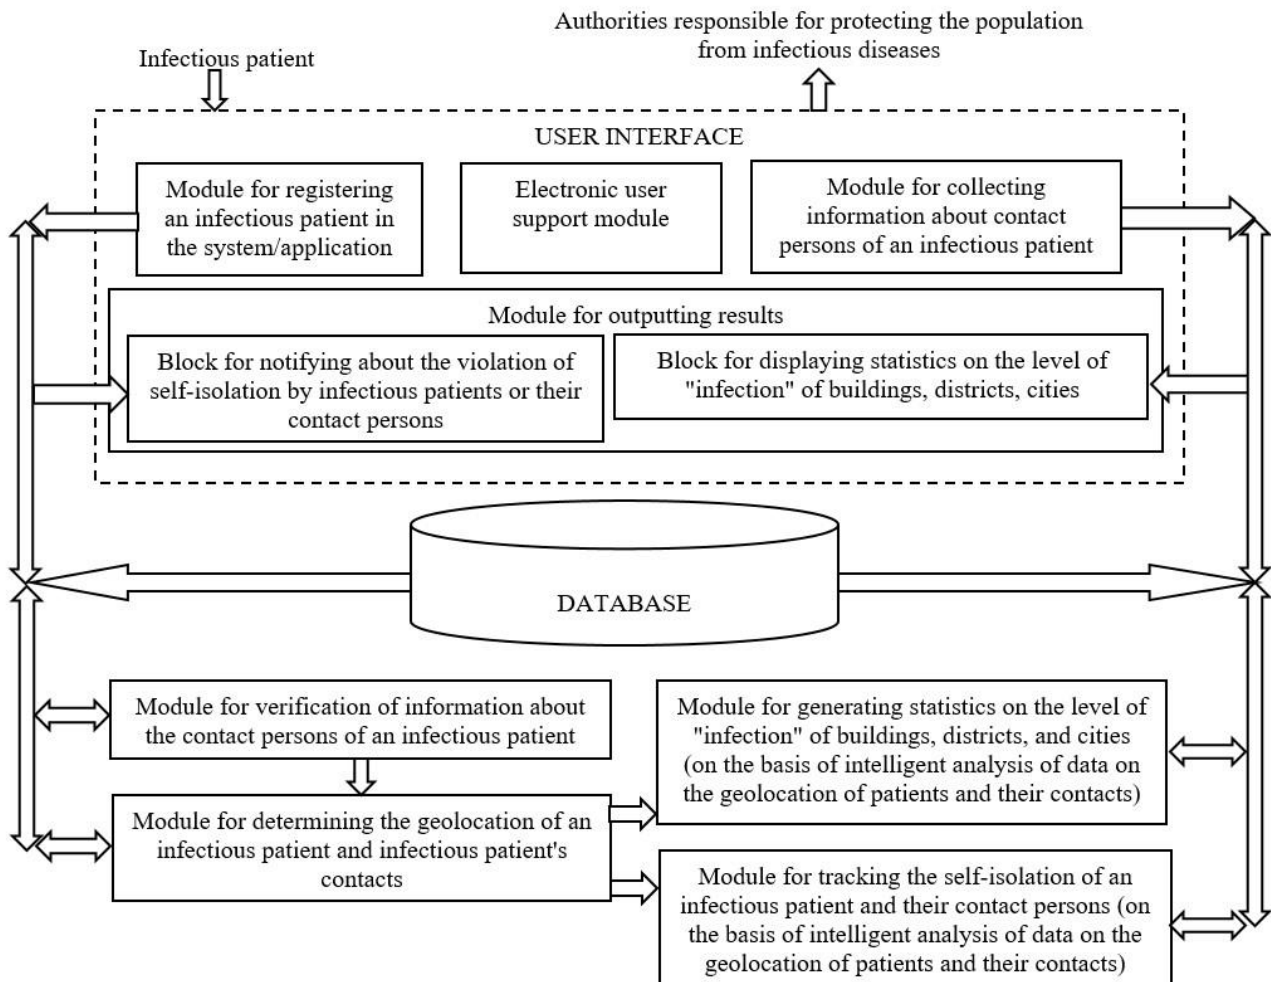 Authorities responsible for protecting the population
from infectious diseases
Infectious patient
USER INTERFACE
Module for registering
an infectious patient in
the system/application
Electronic user
support module
Module for collecting
information about contact
persons of an infectious patient
Module for outputting results
Block for notifying about the violation of
self-isolation by infectious patients or their
contact persons
Block for displaying statistics on the level of
"infection" of buildings, districts, cities
DATABASE
Module for verification of information about
the contact persons of an infectious patient
Module for generating statistics on the level of
"infection" of buildings, districts, and cities
(on the basis of intelligent analysis of data on
the geolocation of patients and their contacts)
Module for determining the geolocation of an
infectious patient and infectious patient's
contacts
Module for tracking the self-isolation of an
infectious patient and their contact persons (on
the basis of intelligent analysis of data on the
geolocation of patients and their contacts)